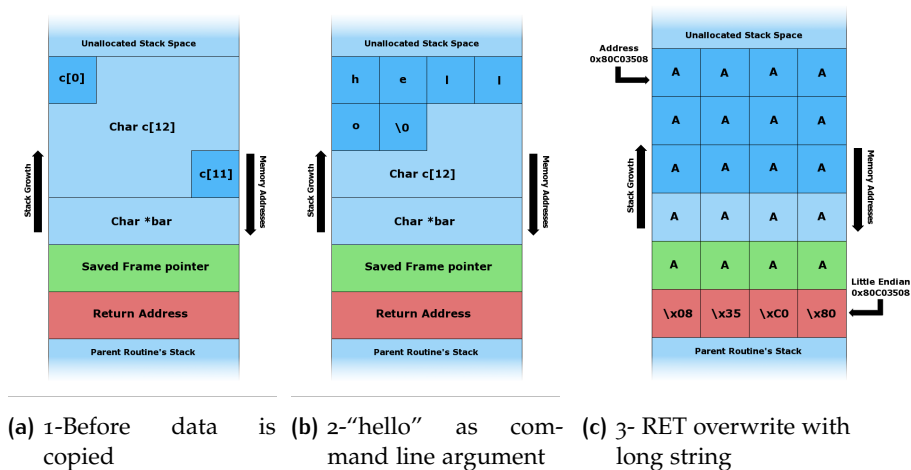 Unallocated Stack Space
c[0]
Char c[12]
c[11]
Char *bar
Saved Frame pointer
Return Address
Parent Routine's Stack
Stack Growth
Memory Addresses
(a) 1-Before data is
copied
Unallocated Stack Space
h e l l
o \0
Char c[12]
Char *bar
Saved Frame pointer
Return Address
Parent Routine's Stack
Stack Growth
Memory Addresses
(b) 2-“hello” as com-
mand line argument
Address
0x80C03508
Unallocated Stack Space
A A A A
A A A A
A A A A
A A A A
A A A A
\x08 \x35 \xC0 \x80
Parent Routine's Stack
Stack Growth
Memory Addresses
Little Endian
0x80C03508
(c) 3- RET overwrite with
long string